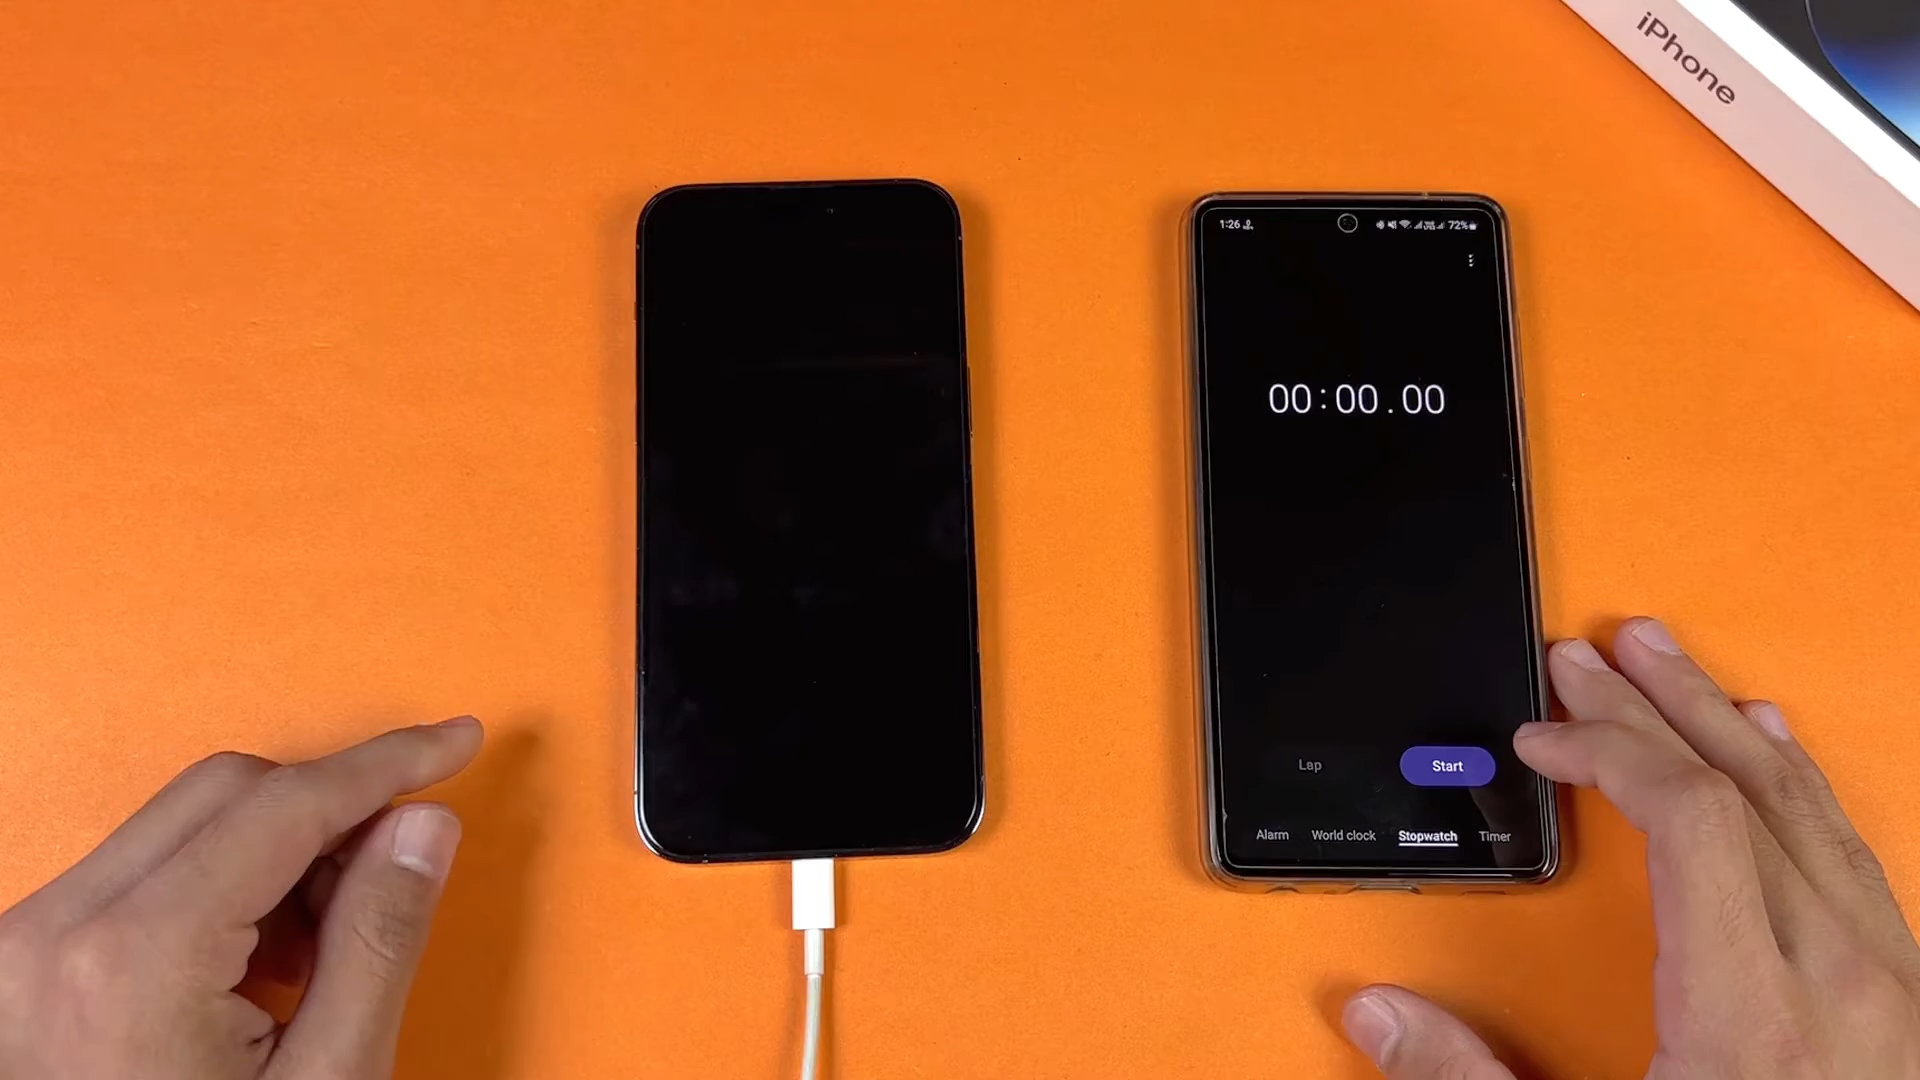 iPhone
1:26
72%
00:00.00
Lap
Start
Alarm World clock Stopwatch Timer